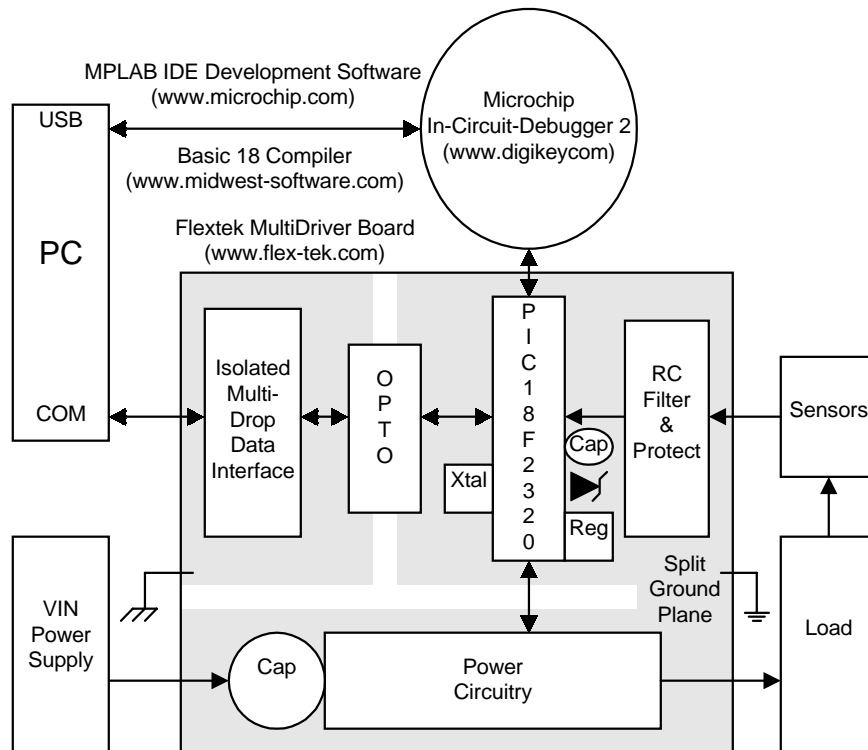 MPLAB IDE Development Software
(www.microchip.com)
Microchip
In-Circuit-Debugger 2
(www.digikeycom)
USB
Basic 18 Compiler
(www.midwest-software.com)
Flextek MultiDriver Board
(www.flex-tek.com)
PC
COM
Isolated
Multi-
Drop
Data
Interface
O
P
T
O
P
I
C
1
8
F
2
3
2
0
Xtal
Cap
Reg
RC
Filter
&
Protect
Sensors
VIN
Power
Supply
Split
Ground
Plane
Load
Cap
Power
Circuitry